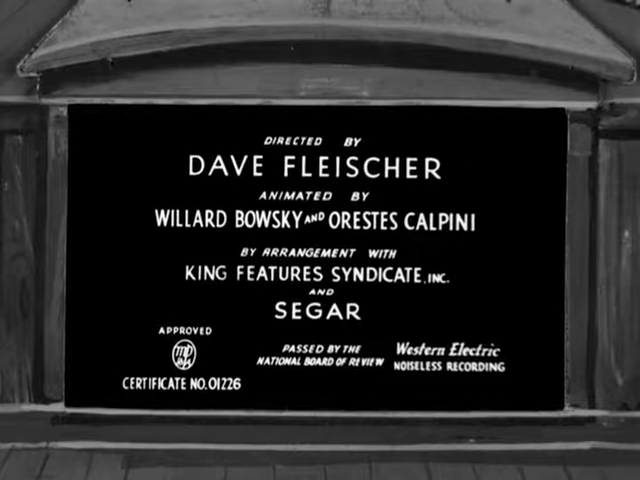 DIRECTED BY
DAVE FLEISCHER
ANIMATED BY
WILLARD BOWSKY AND ORESTES CALPINI
BY ARRANGEMENT WITH
KING FEATURES SYNDICATE, INC.
AND
SEGAR
APPROVED
CERTIFICATE NO. 01226
PASSED BY THE
NATIONAL BOARD OF REVIEW
Western Electric
NOISELESS RECORDING